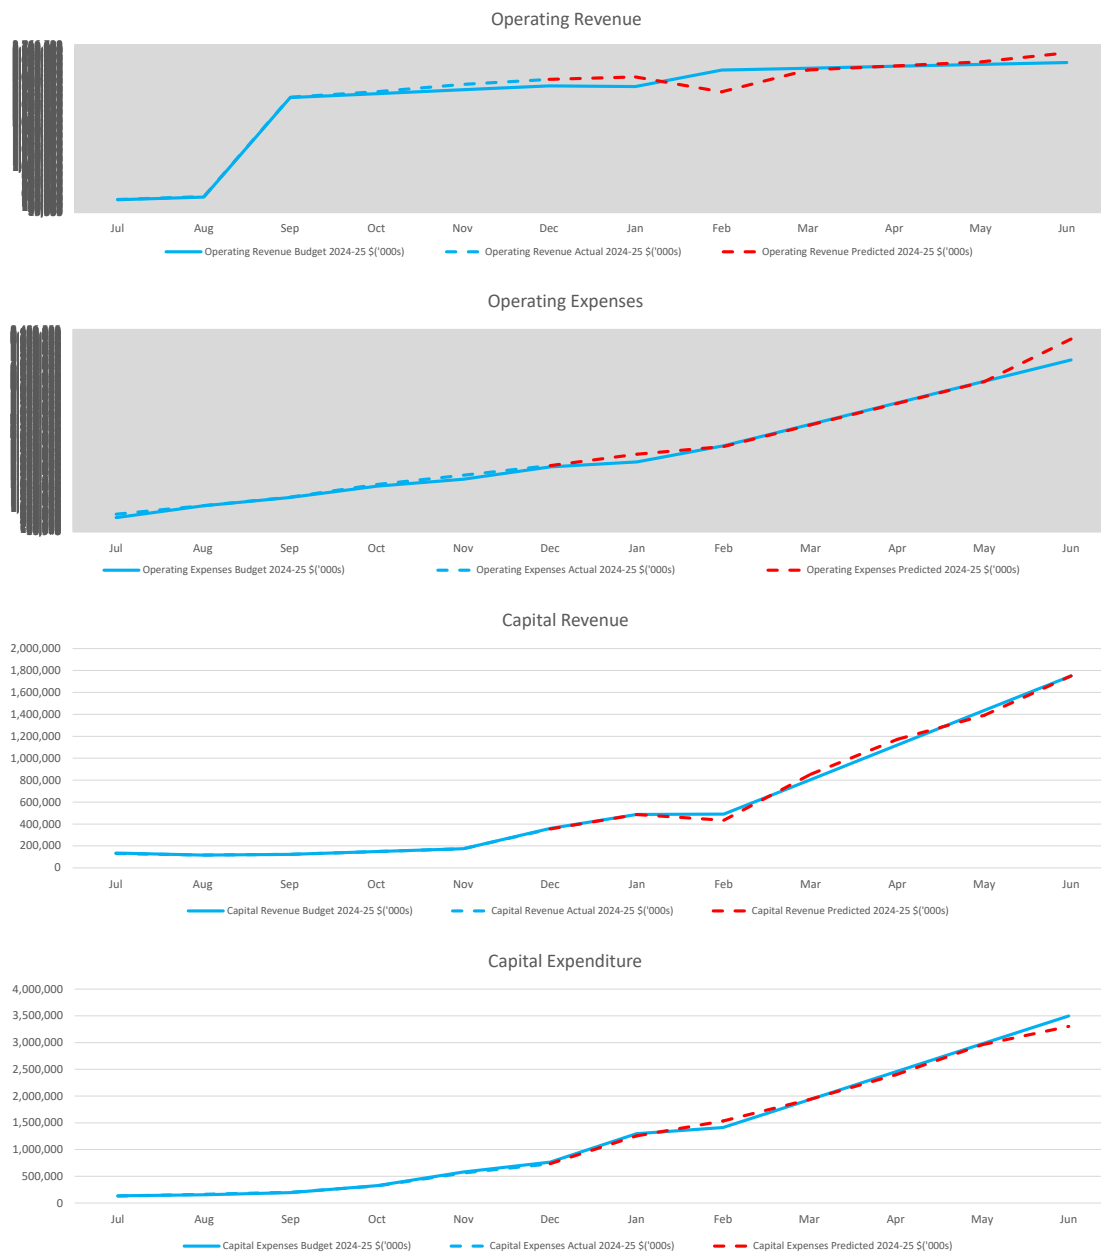 Operating Revenue
Jul Aug Sep Oct Nov Dec Jan Feb Mar Apr May Jun
Operating Revenue Budget 2024-25 $('000s) Operating Revenue Actual 2024-25 $('000s) Operating Revenue Predicted 2024-25 $('000s)
Operating Expenses
Jul Aug Sep Oct Nov Dec Jan Feb Mar Apr May Jun
Operating Expenses Budget 2024-25 $('000s) Operating Expenses Actual 2024-25 $('000s) Operating Expenses Predicted 2024-25 $('000s)
Capital Revenue
2,000,000
1,800,000
1,600,000
1,400,000
1,200,000
1,000,000
800,000
600,000
400,000
200,000
0
Jul Aug Sep Oct Nov Dec Jan Feb Mar Apr May Jun
Capital Revenue Budget 2024-25 $('000s) Capital Revenue Actual 2024-25 $('000s) Capital Revenue Predicted 2024-25 $('000s)
Capital Expenditure
4,000,000
3,500,000
3,000,000
2,500,000
2,000,000
1,500,000
1,000,000
500,000
0
Jul Aug Sep Oct Nov Dec Jan Feb Mar Apr May Jun
Capital Expenses Budget 2024-25 $('000s) Capital Expenses Actual 2024-25 $('000s) Capital Expenses Predicted 2024-25 $('000s)